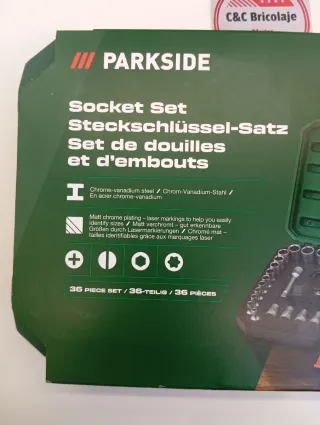 C&C Bricolaje
PARKSIDE
Socket Set
Steckschlüssel-Satz
Set de douilles
et d'embouts
Chrome-vanadium steel // Chrom-Vanadium-Stahl //
En acier chrome-vanadium
Matt chrome plating – laser markings to help you easily
identify sizes // Matt verchromt – gut erkennbare
Größen durch Lasermarkierungen // Chromé mat –
tailles identifiables grâce aux marquages laser
36 PIECE SET / 36-TEILIG / 36 PIÈCES